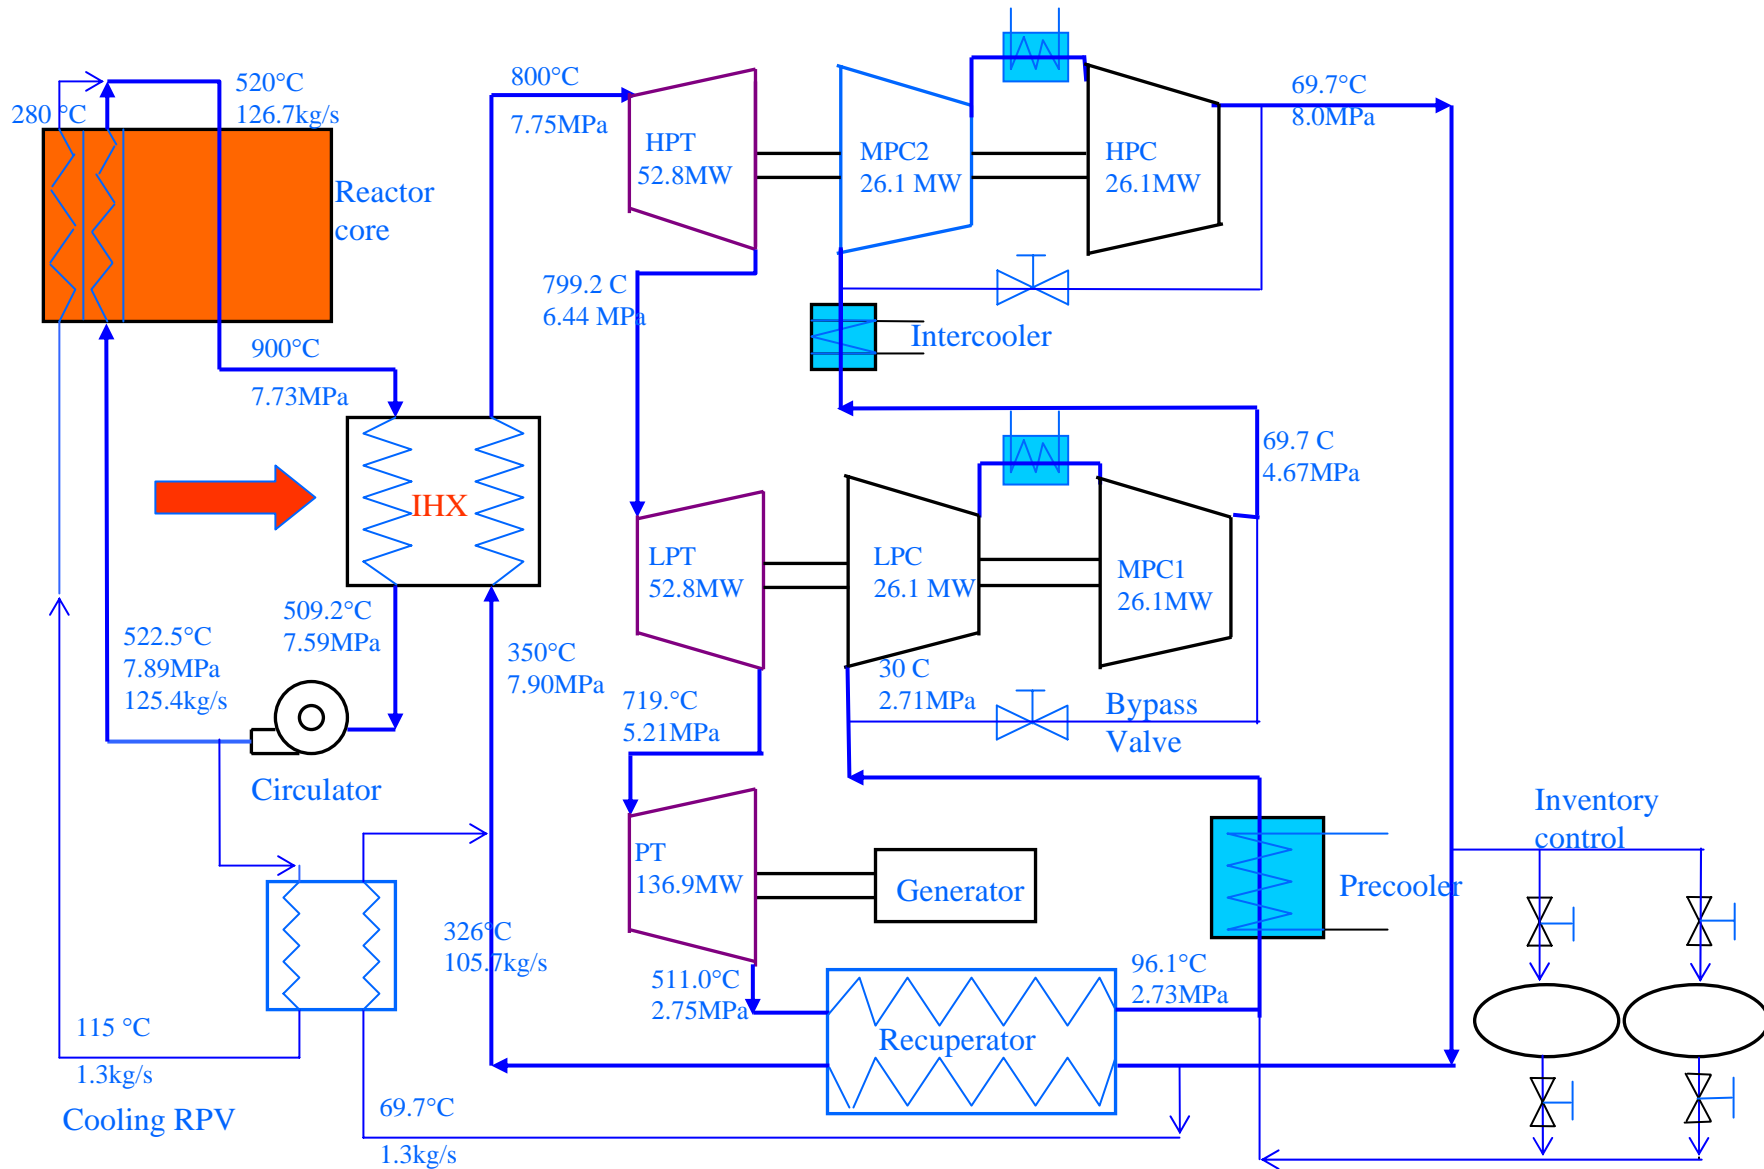 280 °C
520°C
126.7kg/s
Reactor
core
900°C
7.73MPa
IHX
509.2°C
7.59MPa
522.5°C
7.89MPa
125.4kg/s
Circulator
115 °C
1.3kg/s
Cooling RPV
69.7°C
1.3kg/s
326°C
105.7kg/s
350°C
7.90MPa
800°C
7.75MPa
HPT
52.8MW
MPC2
26.1 MW
HPC
26.1MW
69.7°C
8.0MPa
799.2 C
6.44 MPa
Intercooler
69.7 C
4.67MPa
LPT
52.8MW
LPC
26.1 MW
MPC1
26.1MW
30 C
2.71MPa
Bypass
Valve
719.°C
5.21MPa
PT
136.9MW
Generator
511.0°C
2.75MPa
Recuperator
96.1°C
2.73MPa
Precooler
Inventory
control